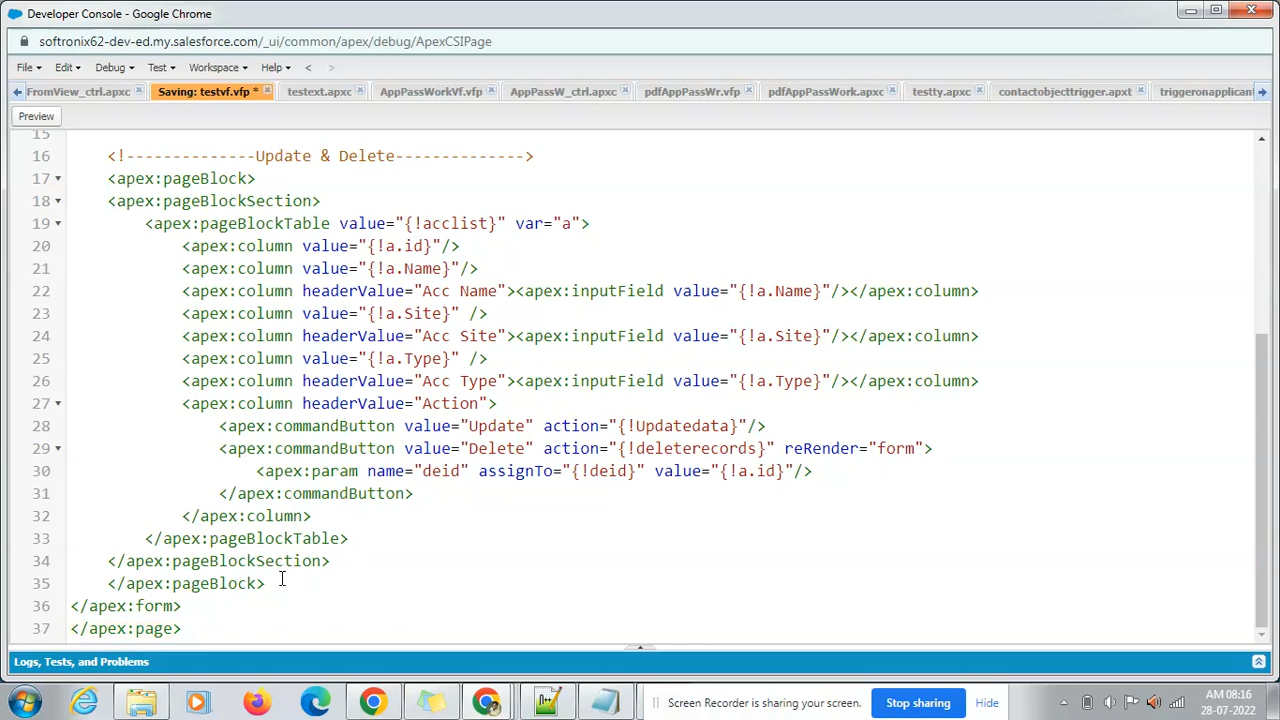 Developer Console - Google Chrome
softronix62-dev-ed.my.salesforce.com/_ui/common/apex/debug/ApexCSIPage
File Edit Debug Test Workspace Help < >
FromView_ctrl.apxc Saving: testvf.vfp * testext.apxc AppPassWorkVf.vfp AppPassW_ctrl.apxc pdfAppPassWr.vfp pdfAppPassWork.apxc testty.apxc contactobjecttrigger.apxt triggeronapplican
Preview
15
16 <!--------------Update & Delete-------------->
17 <apex:pageBlock>
18 <apex:pageBlockSection>
19 <apex:pageBlockTable value="{!acclist}" var="a">
20 <apex:column value="{!a.id}"/>
21 <apex:column value="{!a.Name}"/>
22 <apex:column headerValue="Acc Name"><apex:inputField value="{!a.Name}"/></apex:column>
23 <apex:column value="{!a.Site}" />
24 <apex:column headerValue="Acc Site"><apex:inputField value="{!a.Site}"/></apex:column>
25 <apex:column value="{!a.Type}" />
26 <apex:column headerValue="Acc Type"><apex:inputField value="{!a.Type}"/></apex:column>
27 <apex:column headerValue="Action">
28 <apex:commandButton value="Update" action="{!Updatedata}"/>
29 <apex:commandButton value="Delete" action="{!deleterecords}" reRender="form">
30 <apex:param name="deid" assignTo="{!deid}" value="{!a.id}"/>
31 </apex:commandButton>
32 </apex:column>
33 </apex:pageBlockTable>
34 </apex:pageBlockSection>
35 </apex:pageBlock>
36 </apex:form>
37 </apex:page>
Logs, Tests, and Problems
Screen Recorder is sharing your screen. Stop sharing Hide
AM 08:16
28-07-2022